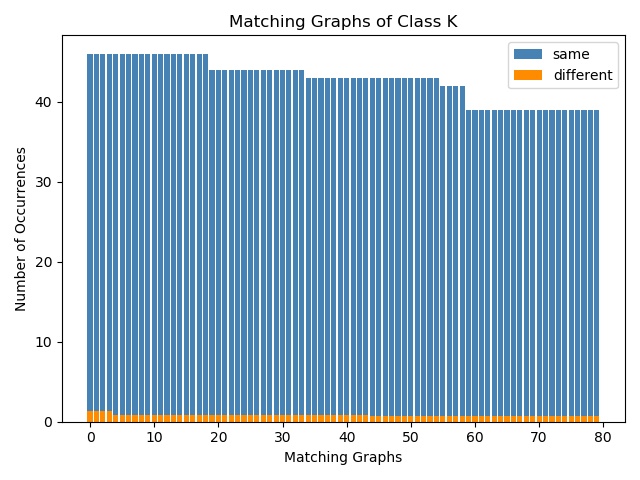 Matching Graphs of Class K
same
different
Number of Occurrences
40
30
20
10
0
0 10 20 30 40 50 60 70 80
Matching Graphs